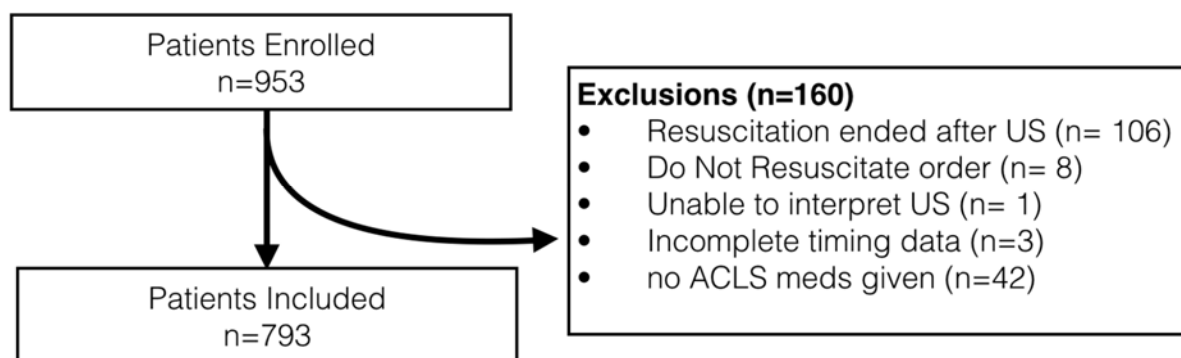 Patients Enrolled
n=953
Exclusions (n=160)
• Resuscitation ended after US (n= 106)
• Do Not Resuscitate order (n= 8)
• Unable to interpret US (n= 1)
• Incomplete timing data (n=3)
• no ACLS meds given (n=42)
Patients Included
n=793